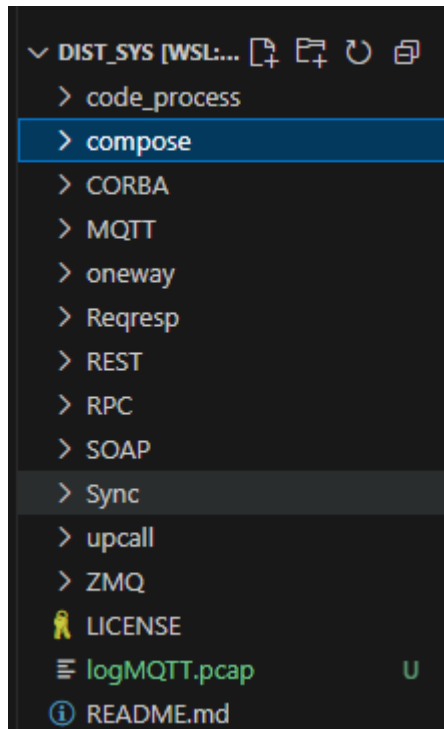 DIST_SYS [WSL:...
code_process
compose
CORBA
MQTT
oneway
Reqresp
REST
RPC
SOAP
Sync
upcall
ZMQ
LICENSE
logMQTT.pcap U
README.md